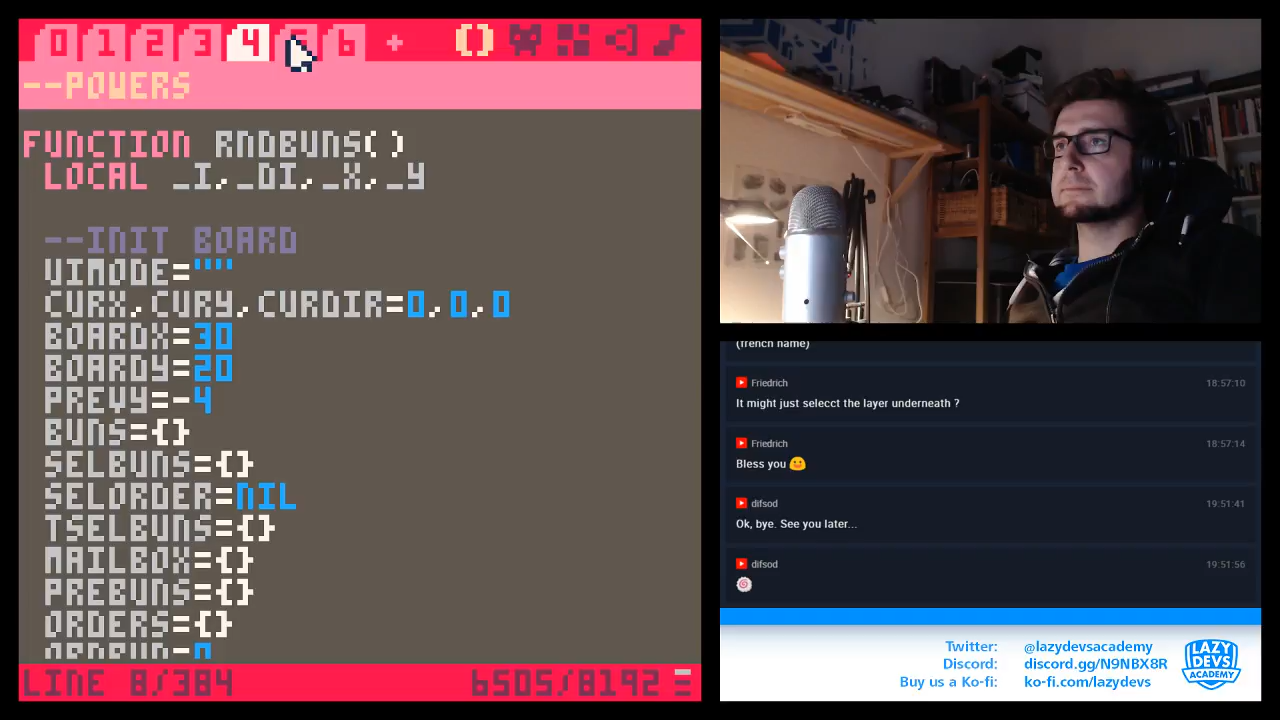 0 1 2 3 4 5 6 +
--POWERS
FUNCTION RNDBUNS()
LOCAL _I,_DI,_X,_Y
--INIT BOARD
UIMODE=""
CURX,CURY,CURDIR=0,0,0
BOARDX=30
BOARDY=20
PREVY=-4
BUNS={}
SELBUNS={}
SELORDER=NIL
TSELBUNS={}
MAILBOX={}
PREBUNS={}
ORDERS={}
LINE 8/384
6505/8192
(french name)
Friedrich 18:57:10
It might just selecct the layer underneath ?
Friedrich 18:57:14
Bless you
difsod 19:51:41
Ok, bye. See you later...
difsod 19:51:56
Twitter: @lazydevsacademy
Discord: discord.gg/N9NBX8R
Buy us a Ko-fi: ko-fi.com/lazydevs
LAZY
DEVS
ACADEMY